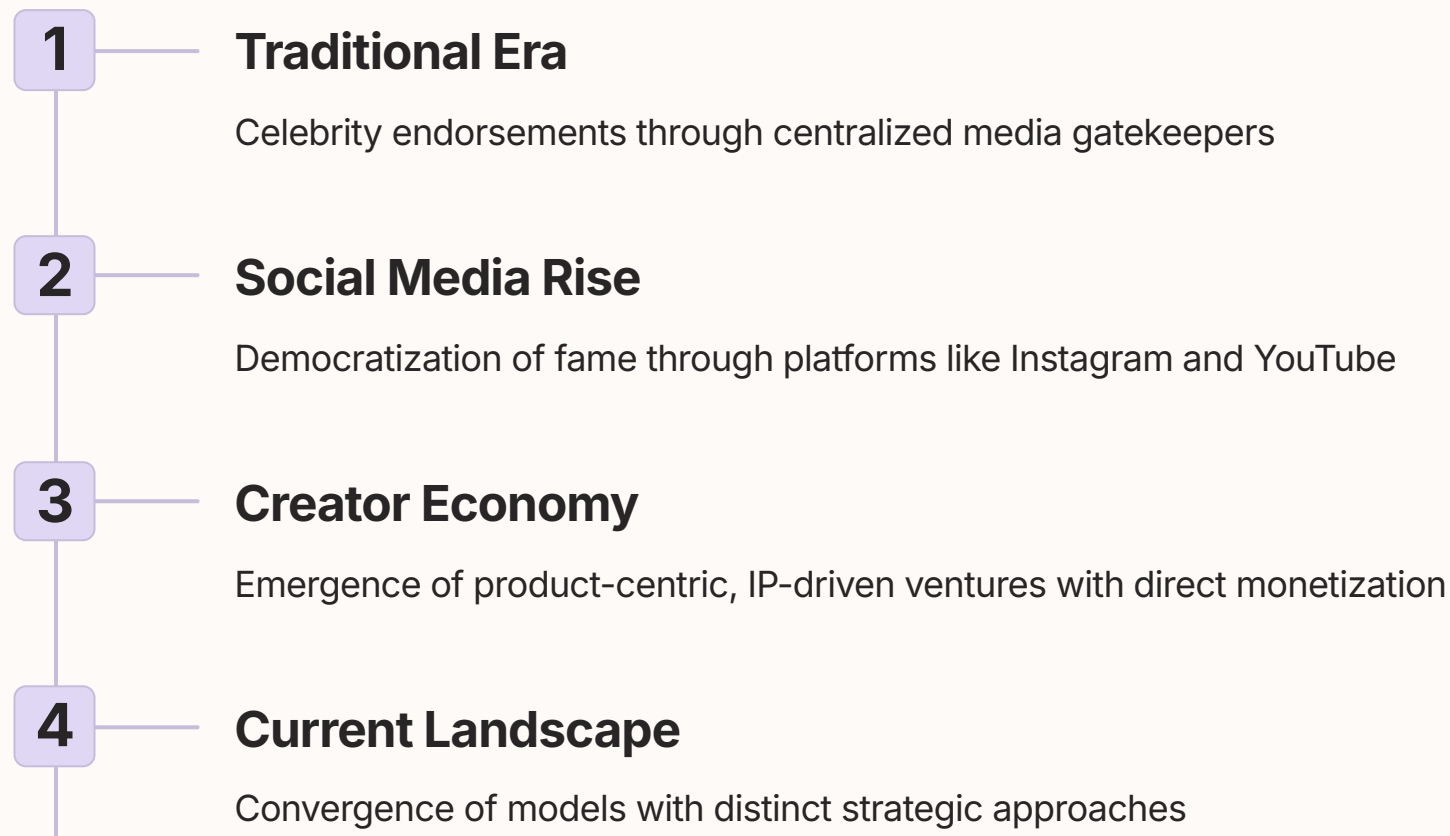 1
Traditional Era
Celebrity endorsements through centralized media gatekeepers
2
Social Media Rise
Democratization of fame through platforms like Instagram and YouTube
3
Creator Economy
Emergence of product-centric, IP-driven ventures with direct monetization
4
Current Landscape
Convergence of models with distinct strategic approaches